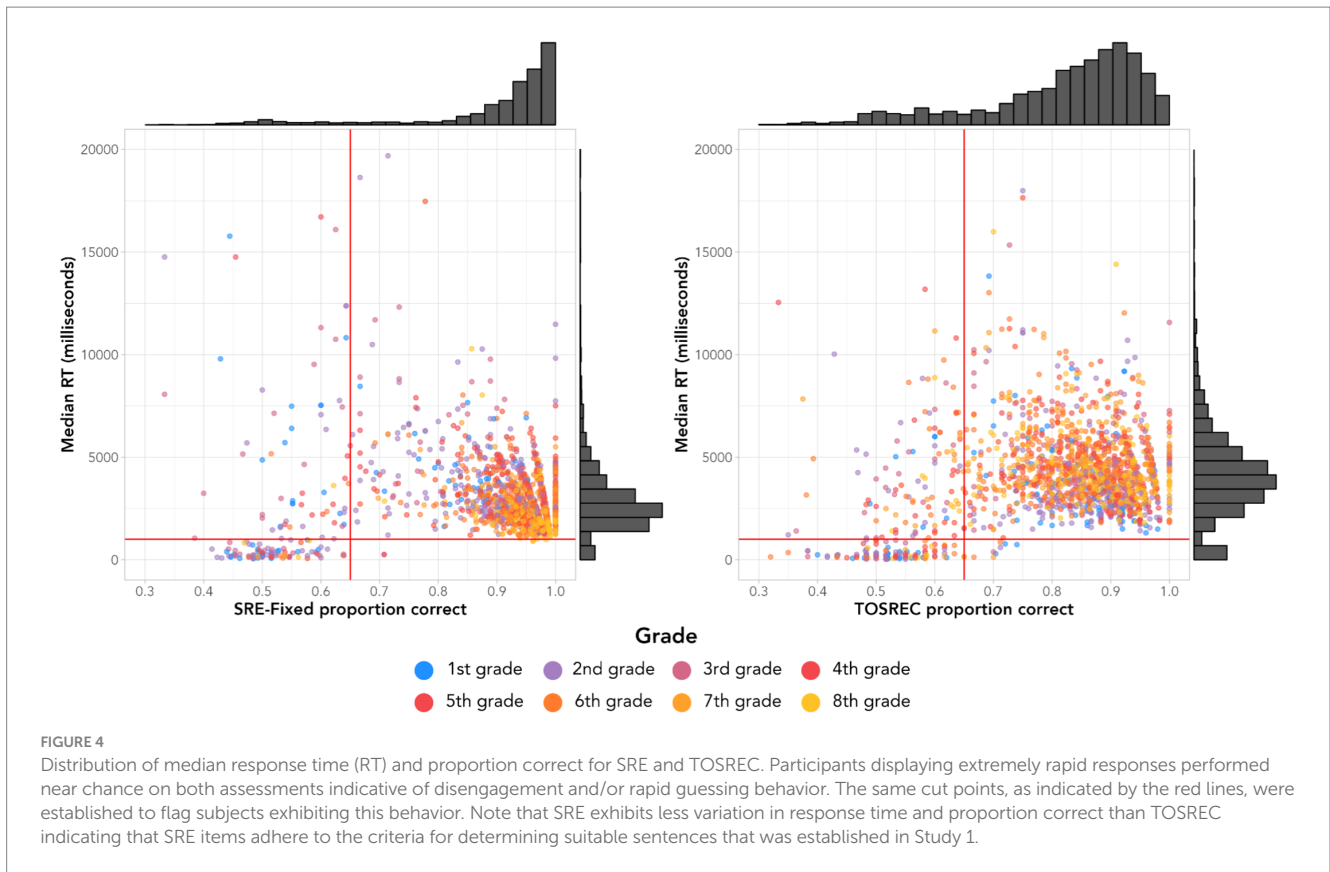 20000
15000
10000
5000
0
Median RT (milliseconds)
0.3 0.4 0.5 0.6 0.7 0.8 0.9 1.0
SRE-Fixed proportion correct
20000
15000
10000
5000
0
Median RT (milliseconds)
0.3 0.4 0.5 0.6 0.7 0.8 0.9 1.0
TOSREC proportion correct
Grade
1st grade 2nd grade 3rd grade 4th grade
5th grade 6th grade 7th grade 8th grade
FIGURE 4
Distribution of median response time (RT) and proportion correct for SRE and TOSREC. Participants displaying extremely rapid responses performed
near chance on both assessments indicative of disengagement and/or rapid guessing behavior. The same cut points, as indicated by the red lines, were
established to flag subjects exhibiting this behavior. Note that SRE exhibits less variation in response time and proportion correct than TOSREC
indicating that SRE items adhere to the criteria for determining suitable sentences that was established in Study 1.